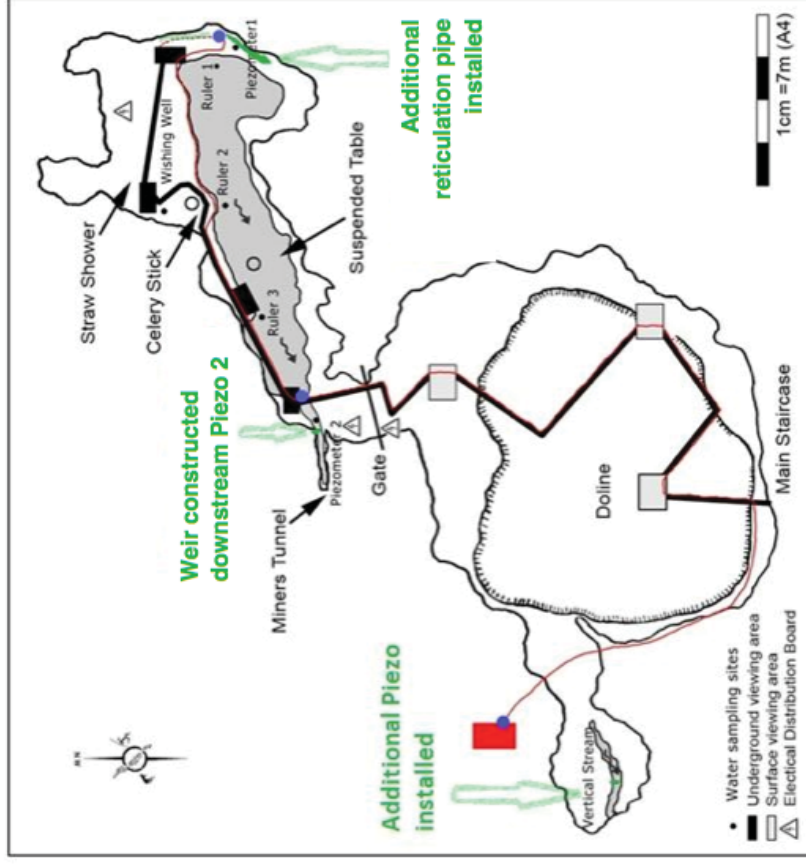 Straw Shower
Celery Stick
Wishing Well
Ruler 1
Piezometer1
Ruler 2
Suspended Table
Ruler 3
Additional
reticulation pipe
installed
Weir constructed
downstream Piezo 2
Piezometer 2
Miners Tunnel
Gate
1cm =7m (A4)
Doline
Main Staircase
Additional Piezo
installed
Vertical Stream
Water sampling sites
Underground viewing area
Surface viewing area
Electical Distribution Board